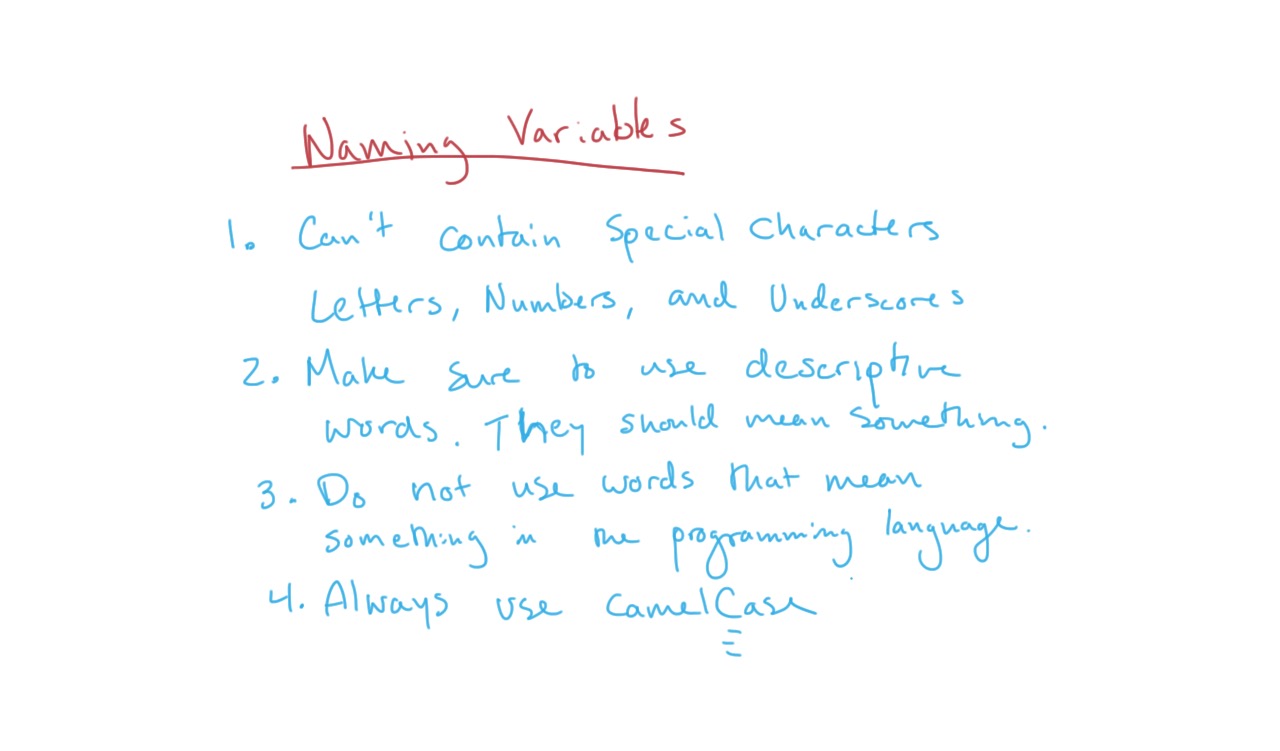 Naming Variables
1. Can't contain Special Characters
Letters, Numbers, and Underscores
2. Make sure to use descriptive
words. They should mean something.
3. Do not use words that mean
something in the programming language.
4. Always use camelCase